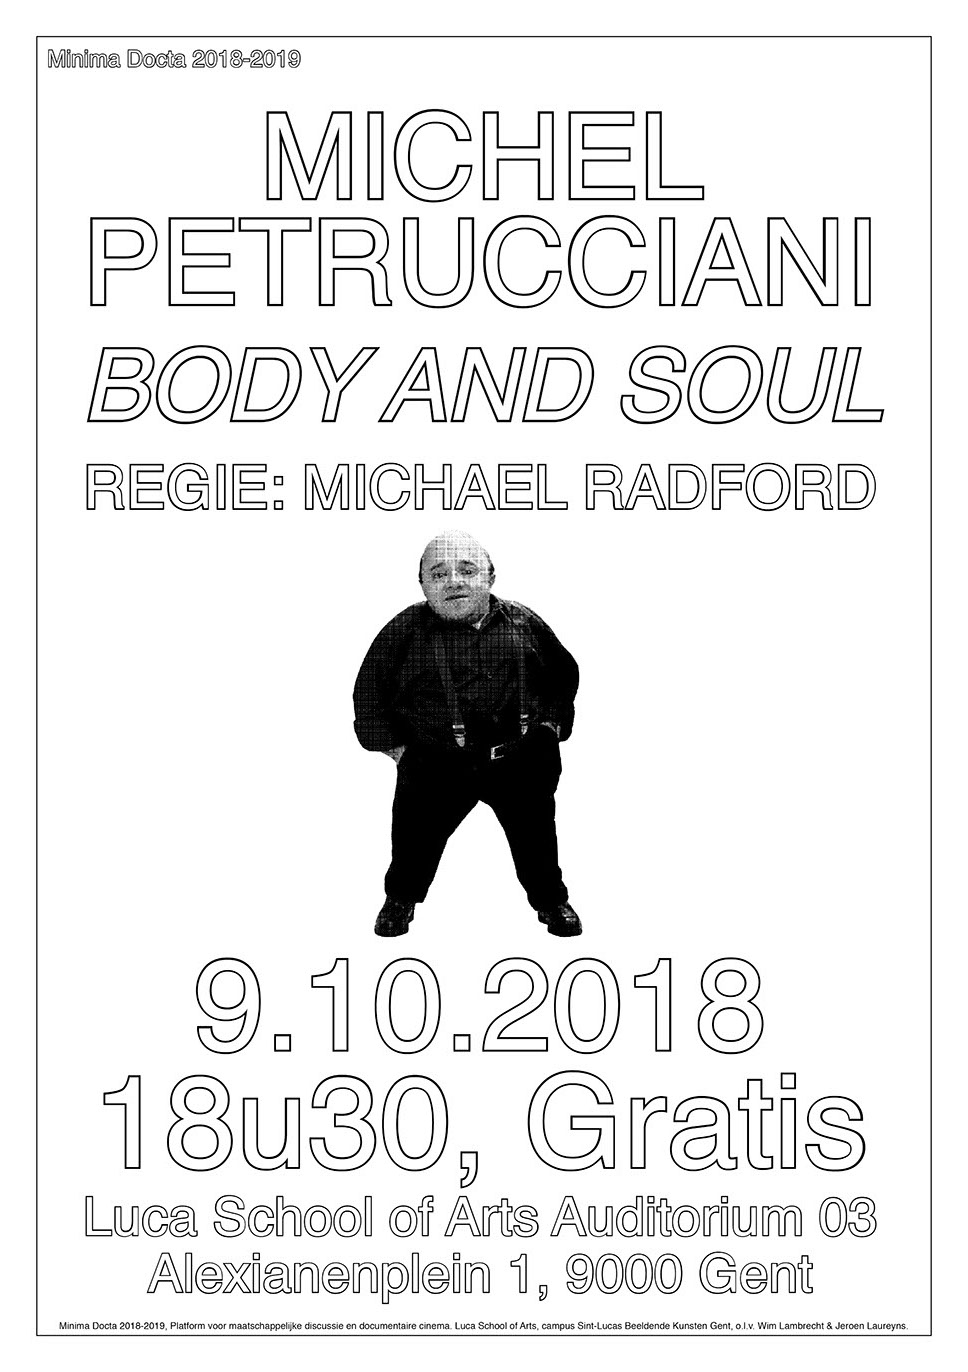 Minima Docta 2018-2019
MICHEL
PETRUCCIANI
BODY AND SOUL
REGIE: MICHAEL RADFORD
9.10.2018
18u30, Gratis
Luca School of Arts Auditorium 03
Alexianenplein 1, 9000 Gent
Minima Docta 2018-2019, Platform voor maatschappelijke discussie en documentaire cinema. Luca School of Arts, campus Sint-Lucas Beeldende Kunsten Gent, o.l.v. Wim Lambrecht & Jeroen Laureyns.